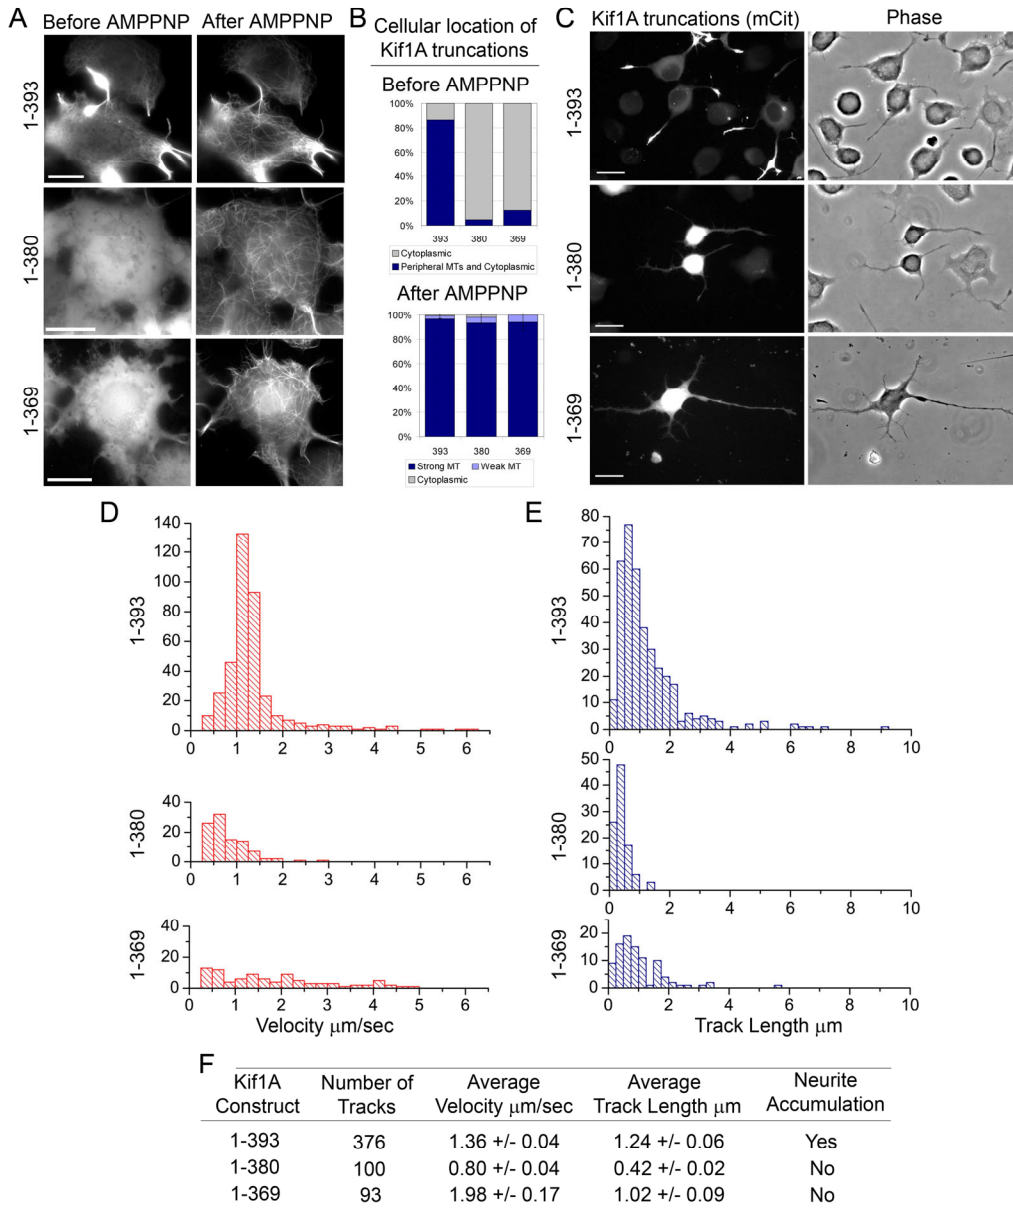 A
Before AMPPNP
After AMPPNP
1-393
1-380
1-369
B
Cellular location of
Kif1A truncations
Before AMPPNP
100%
80%
60%
40%
20%
0%
393 380 369
Cytoplasmic
Peripheral MTs and Cytoplasmic
After AMPPNP
100%
80%
60%
40%
20%
0%
393 380 369
Strong MT Weak MT
Cytoplasmic
C
Kif1A truncations (mCit)
Phase
1-393
1-380
1-369
D
1-393
140
120
100
80
60
40
20
0
0 1 2 3 4 5 6
1-380
40
20
0
0 1 2 3 4 5 6
1-369
40
20
0
0 1 2 3 4 5 6
Velocity μm/sec
E
1-393
80
70
60
50
40
30
20
10
0
0 2 4 6 8 10
1-380
50
40
30
20
10
0
0 2 4 6 8 10
1-369
20
10
0
0 2 4 6 8 10
Track Length μm
F
Kif1A Number of Average Average Neurite
Construct Tracks Velocity μm/sec Track Length μm Accumulation
1-393 376 1.36 +/- 0.04 1.24 +/- 0.06 Yes
1-380 100 0.80 +/- 0.04 0.42 +/- 0.02 No
1-369 93 1.98 +/- 0.17 1.02 +/- 0.09 No